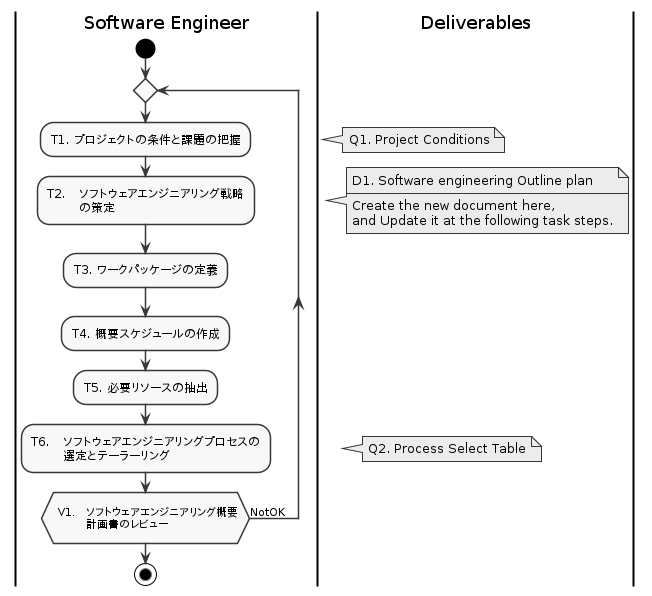 Software Engineer
Deliverables
T1. プロジェクトの条件と課題の把握
Q1. Project Conditions
T2. ソフトウェアエンジニアリング戦略
の策定
D1. Software engineering Outline plan
Create the new document here,
and Update it at the following task steps.
T3. ワークパッケージの定義
T4. 概要スケジュールの作成
T5. 必要リソースの抽出
T6. ソフトウェアエンジニアリングプロセスの
選定とテーラーリング
Q2. Process Select Table
V1. ソフトウェアエンジニアリング概要
計画書のレビュー
NotOK